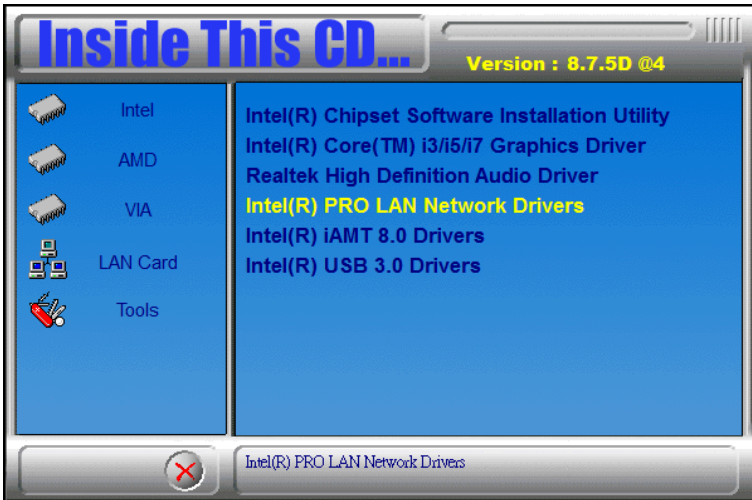 Inside This CD...
Version : 8.7.5D @4
Intel
AMD
VIA
LAN Card
Tools
Intel(R) Chipset Software Installation Utility
Intel(R) Core(TM) i3/i5/i7 Graphics Driver
Realtek High Definition Audio Driver
Intel(R) PRO LAN Network Drivers
Intel(R) iAMT 8.0 Drivers
Intel(R) USB 3.0 Drivers
Intel(R) PRO LAN Network Drivers